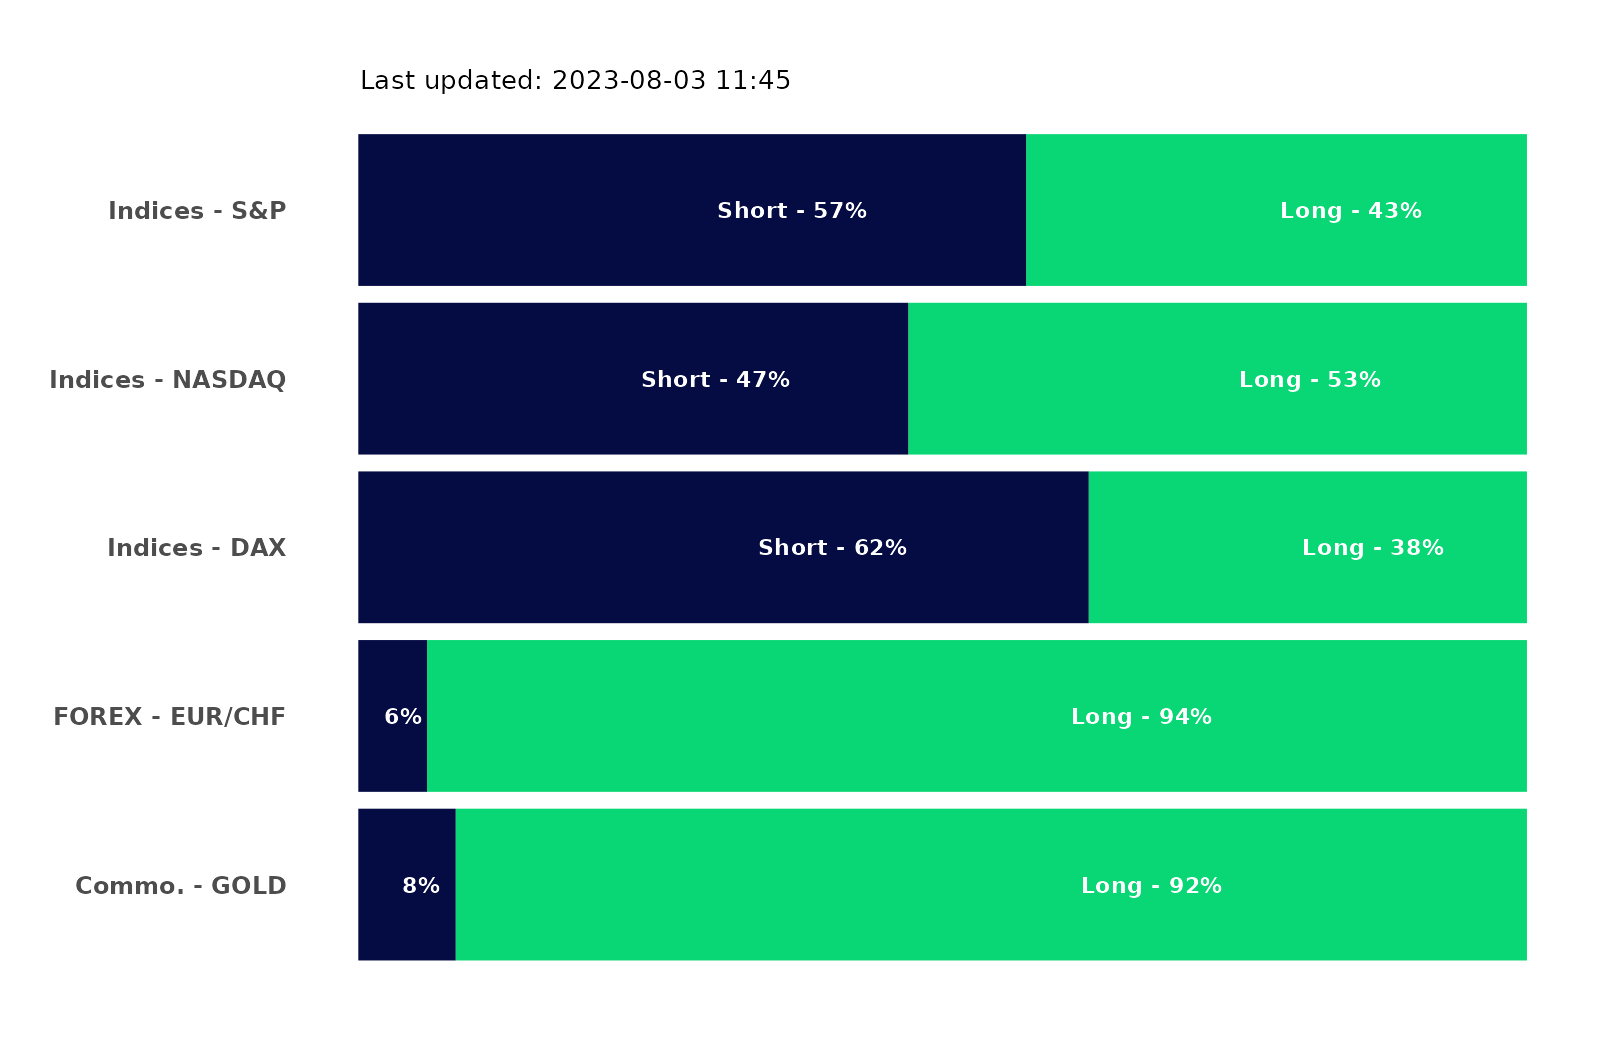 Last updated: 2023-08-03 11:45
Indices - S&P
Short - 57%
Long - 43%
Indices - NASDAQ
Short - 47%
Long - 53%
Indices - DAX
Short - 62%
Long - 38%
FOREX - EUR/CHF
6%
Long - 94%
Commo. - GOLD
8%
Long - 92%